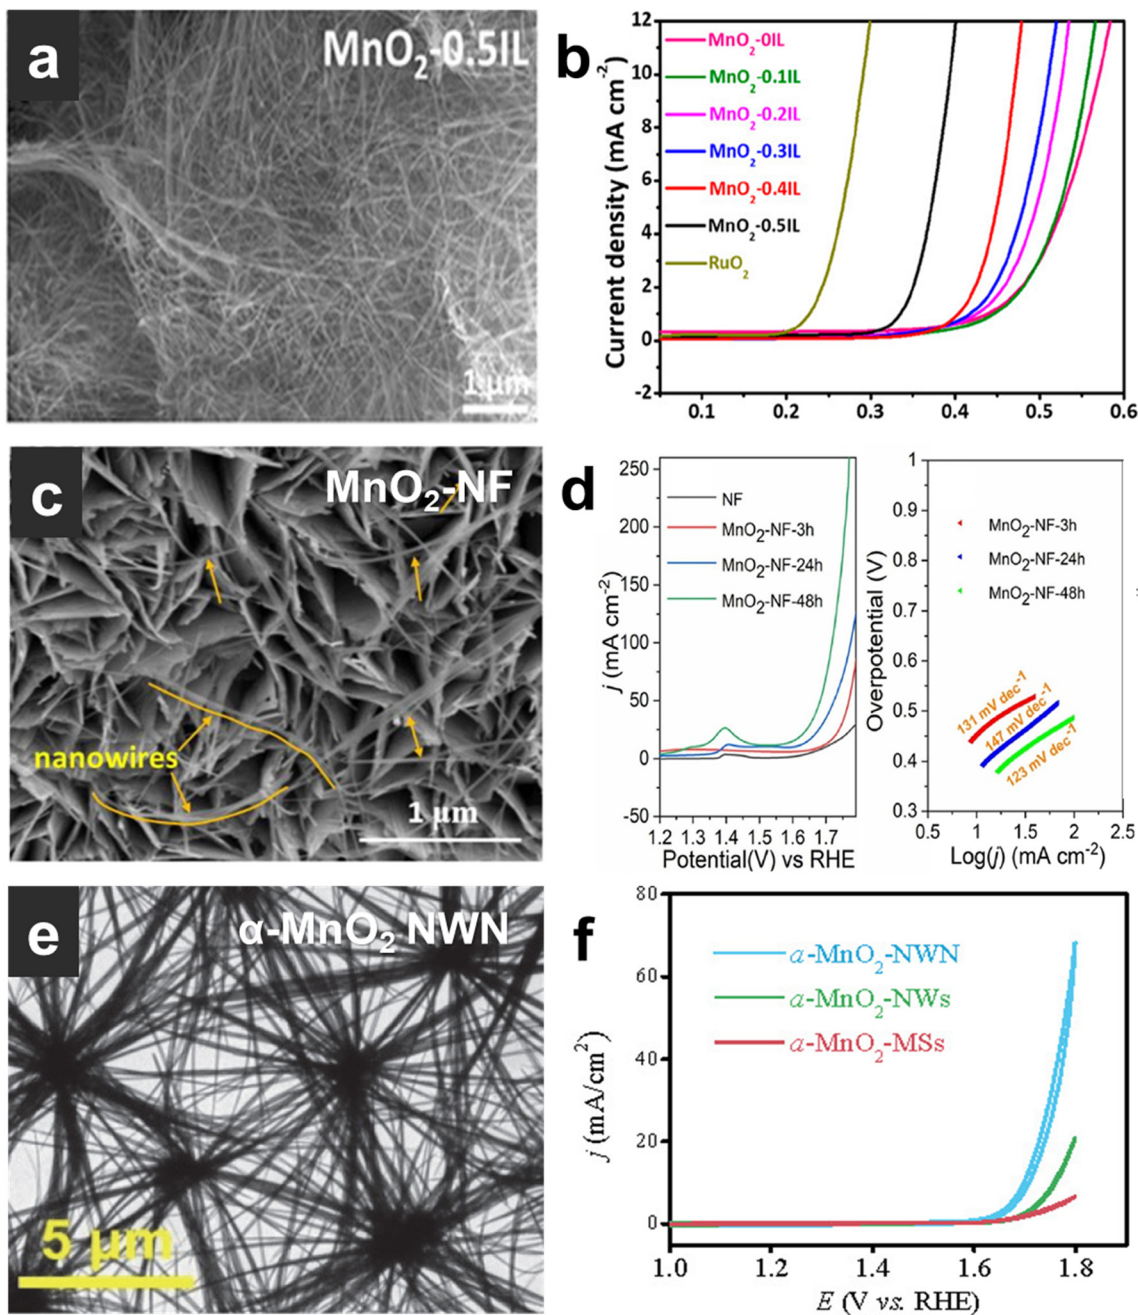 a
MnO2-0.5IL
1 μm
b
Current density (mA cm-2)
12
10
8
6
4
2
0
-2
MnO2-0IL
MnO2-0.1IL
MnO2-0.2IL
MnO2-0.3IL
MnO2-0.4IL
MnO2-0.5IL
RuO2
0.1 0.2 0.3 0.4 0.5 0.6
c
MnO2-NF
nanowires
1 μm
d
j (mA cm-2)
250
200
150
100
50
0
-50
NF
MnO2-NF-3h
MnO2-NF-24h
MnO2-NF-48h
1.2 1.3 1.4 1.5 1.6 1.7
Potential(V) vs RHE
Overpotential (V)
1
0.9
0.8
0.7
0.6
0.5
0.4
0.3
MnO2-NF-3h
MnO2-NF-24h
MnO2-NF-48h
131 mV dec-1
147 mV dec-1
123 mV dec-1
0.5 1.0 1.5 2.0 2.5
Log(j) (mA cm-2)
e
α-MnO2 NWN
5 μm
f
j (mA/cm2)
80
60
40
20
0
α-MnO2-NWN
α-MnO2-NWs
α-MnO2-MSs
1.0 1.2 1.4 1.6 1.8
E (V vs. RHE)